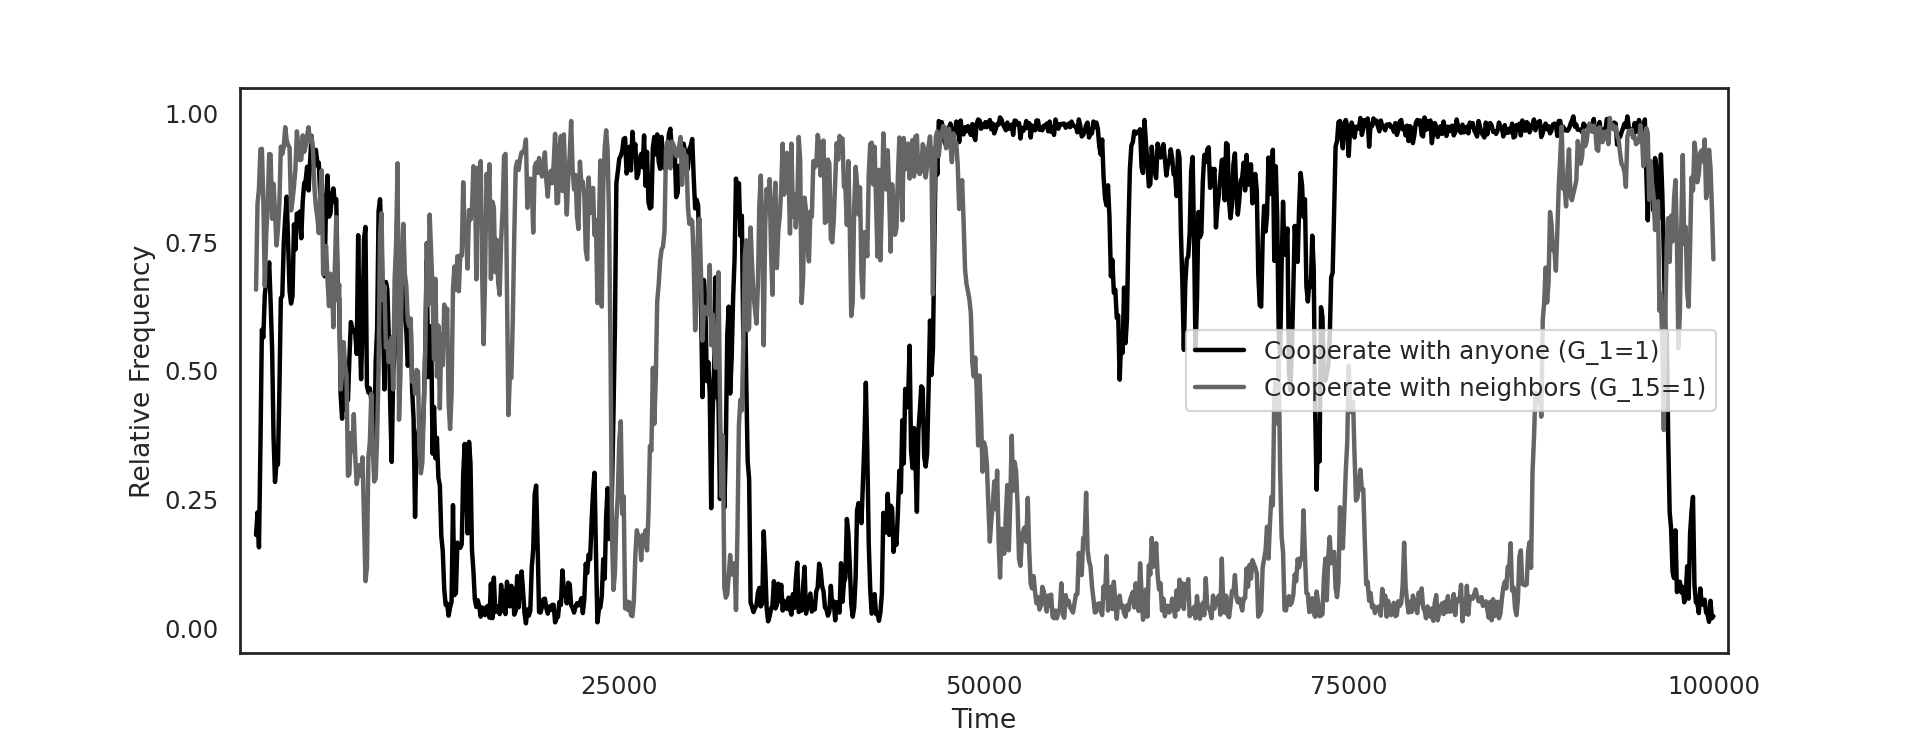 1.00
0.75
0.50
0.25
0.00
Relative Frequency
Cooperate with anyone (G_1=1)
Cooperate with neighbors (G_15=1)
25000
50000
75000
100000
Time